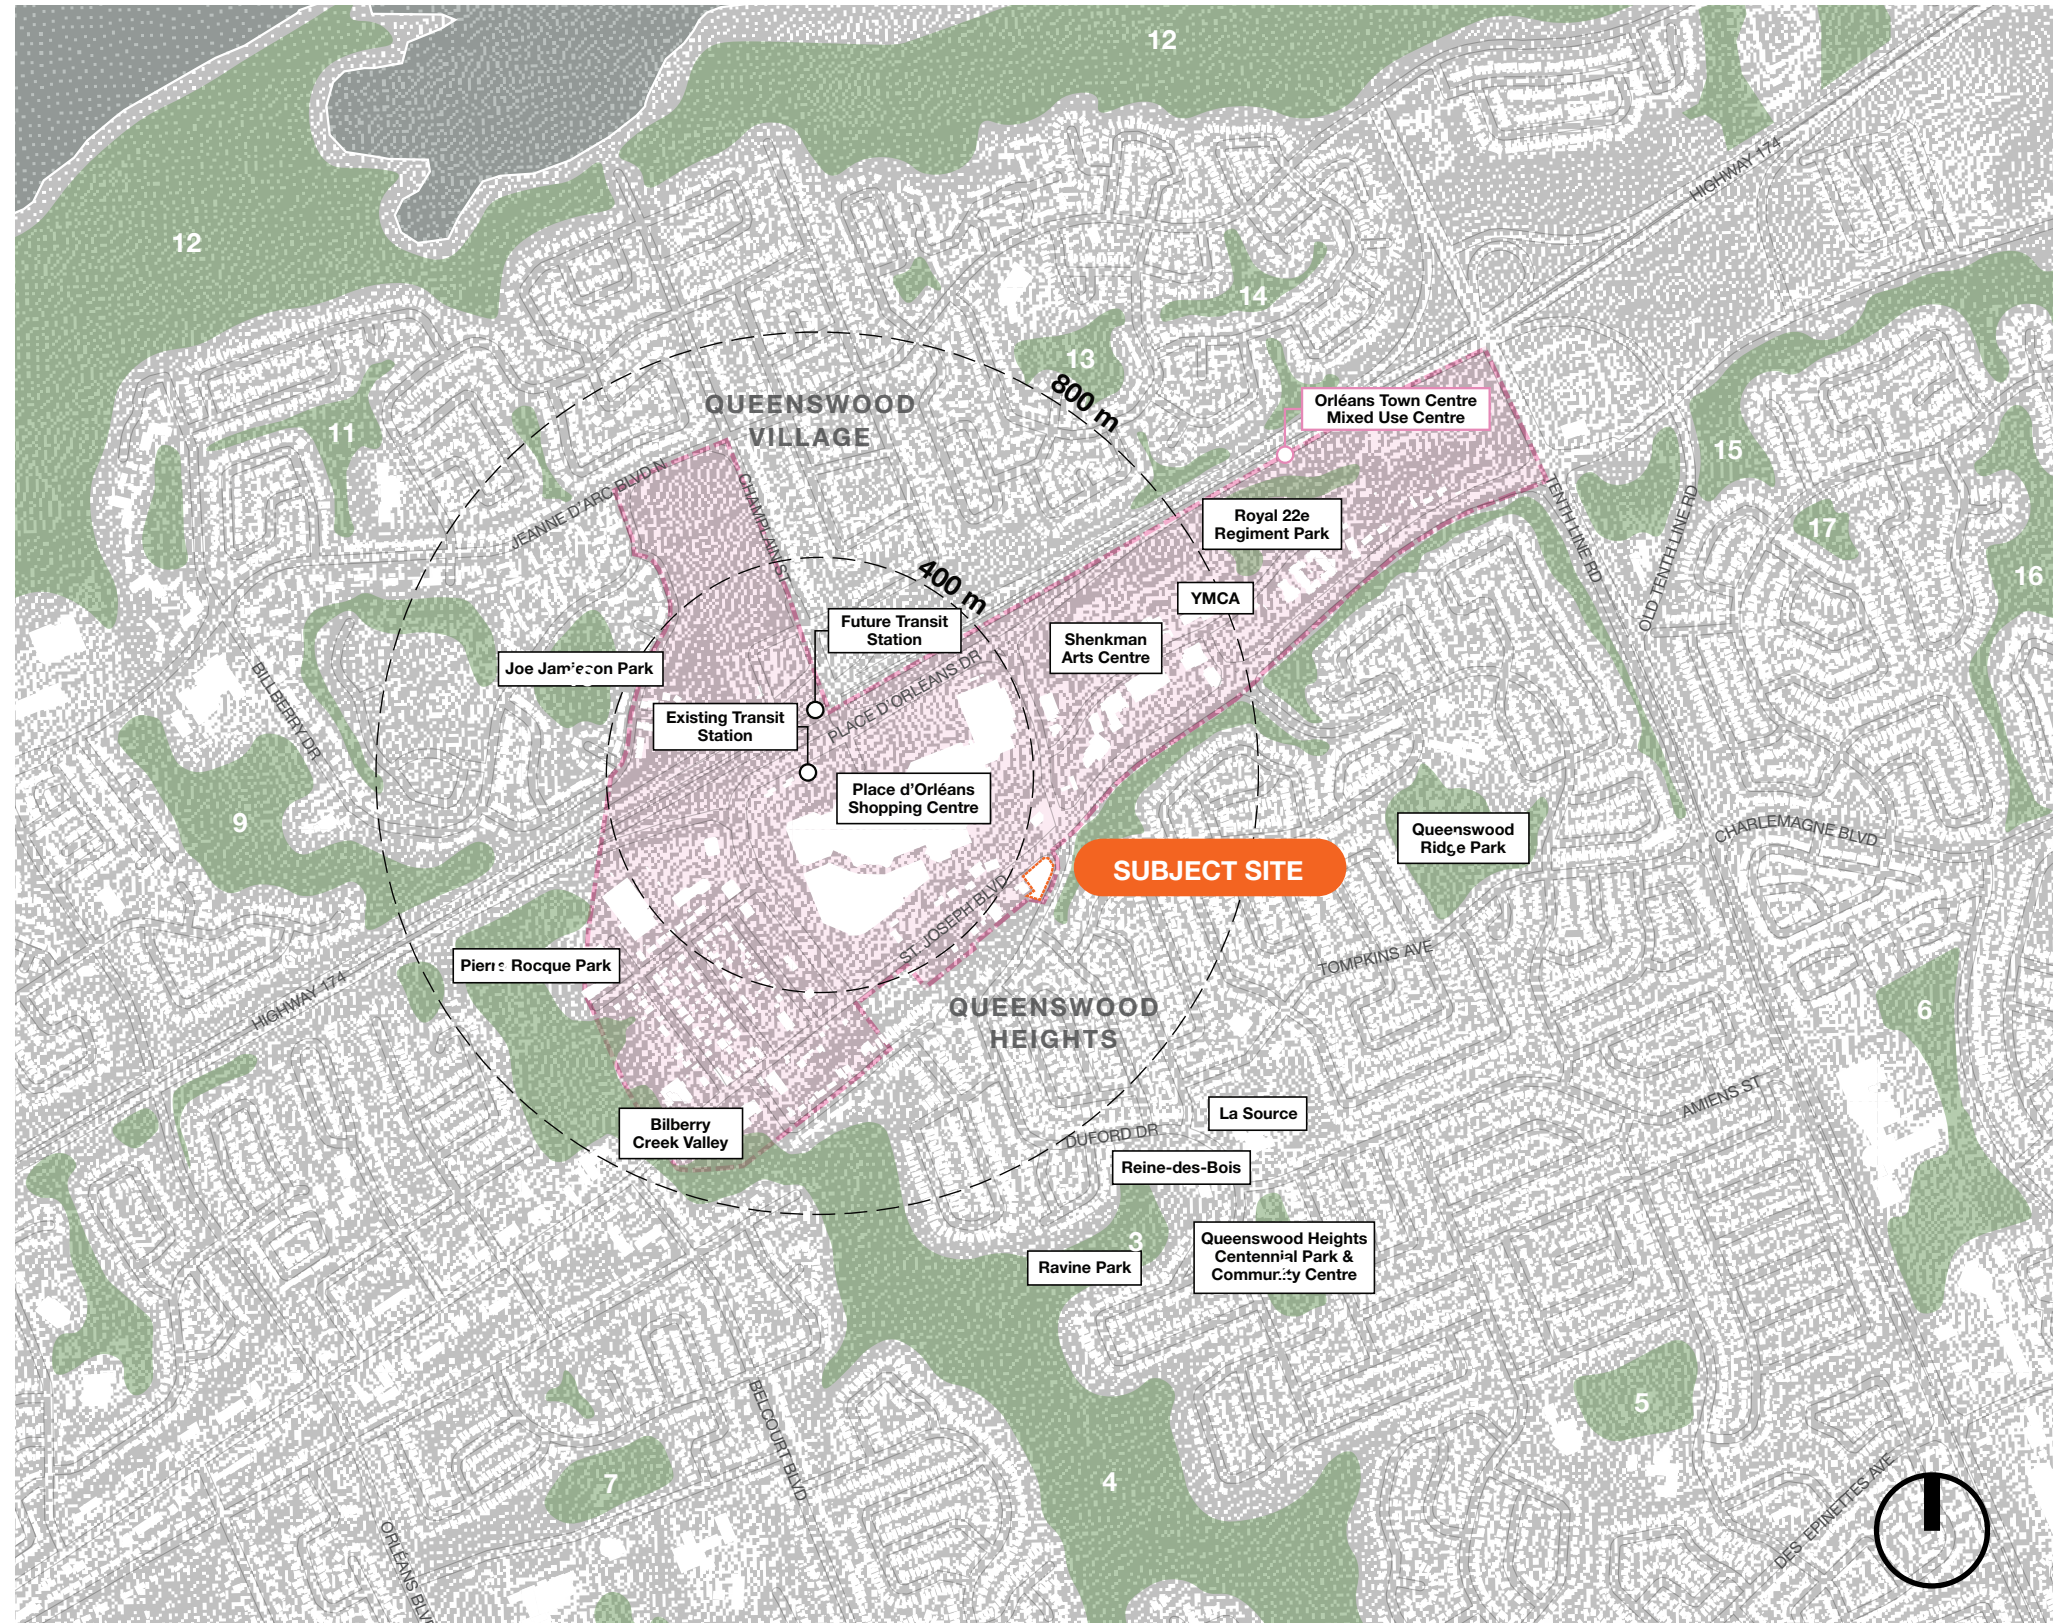 12
12
HIGHWAY 174
14
13
800 m
QUEENSWOOD
VILLAGE
Orléans Town Centre
Mixed Use Centre
11
15
JEANNE D'ARC BLVD N
CHAMPLAIN ST
TENTH LINE RD
OLD TENTH LINE RD
Royal 22e
Regiment Park
17
16
400 m
YMCA
Future Transit
Station
Shenkman
Arts Centre
Joe Jamieson Park
BILLBERRY DR
PLACE D'ORLÉANS DR
Existing Transit
Station
Place d'Orléans
Shopping Centre
9
Queenswood
Ridge Park
CHARLEMAGNE BLVD
SUBJECT SITE
ST. JOSEPH BLVD
TOMPKINS AVE
Pierre Rocque Park
HIGHWAY 174
QUEENSWOOD
HEIGHTS
6
AMIENS ST
La Source
Bilberry
Creek Valley
DUFORD DR
Reine-des-Bois
3
Queenswood Heights
Centennial Park &
Community Centre
Ravine Park
5
BELCOURT BLVD
7
4
DES EPINETTES AVE
ORLÉANS BLVD